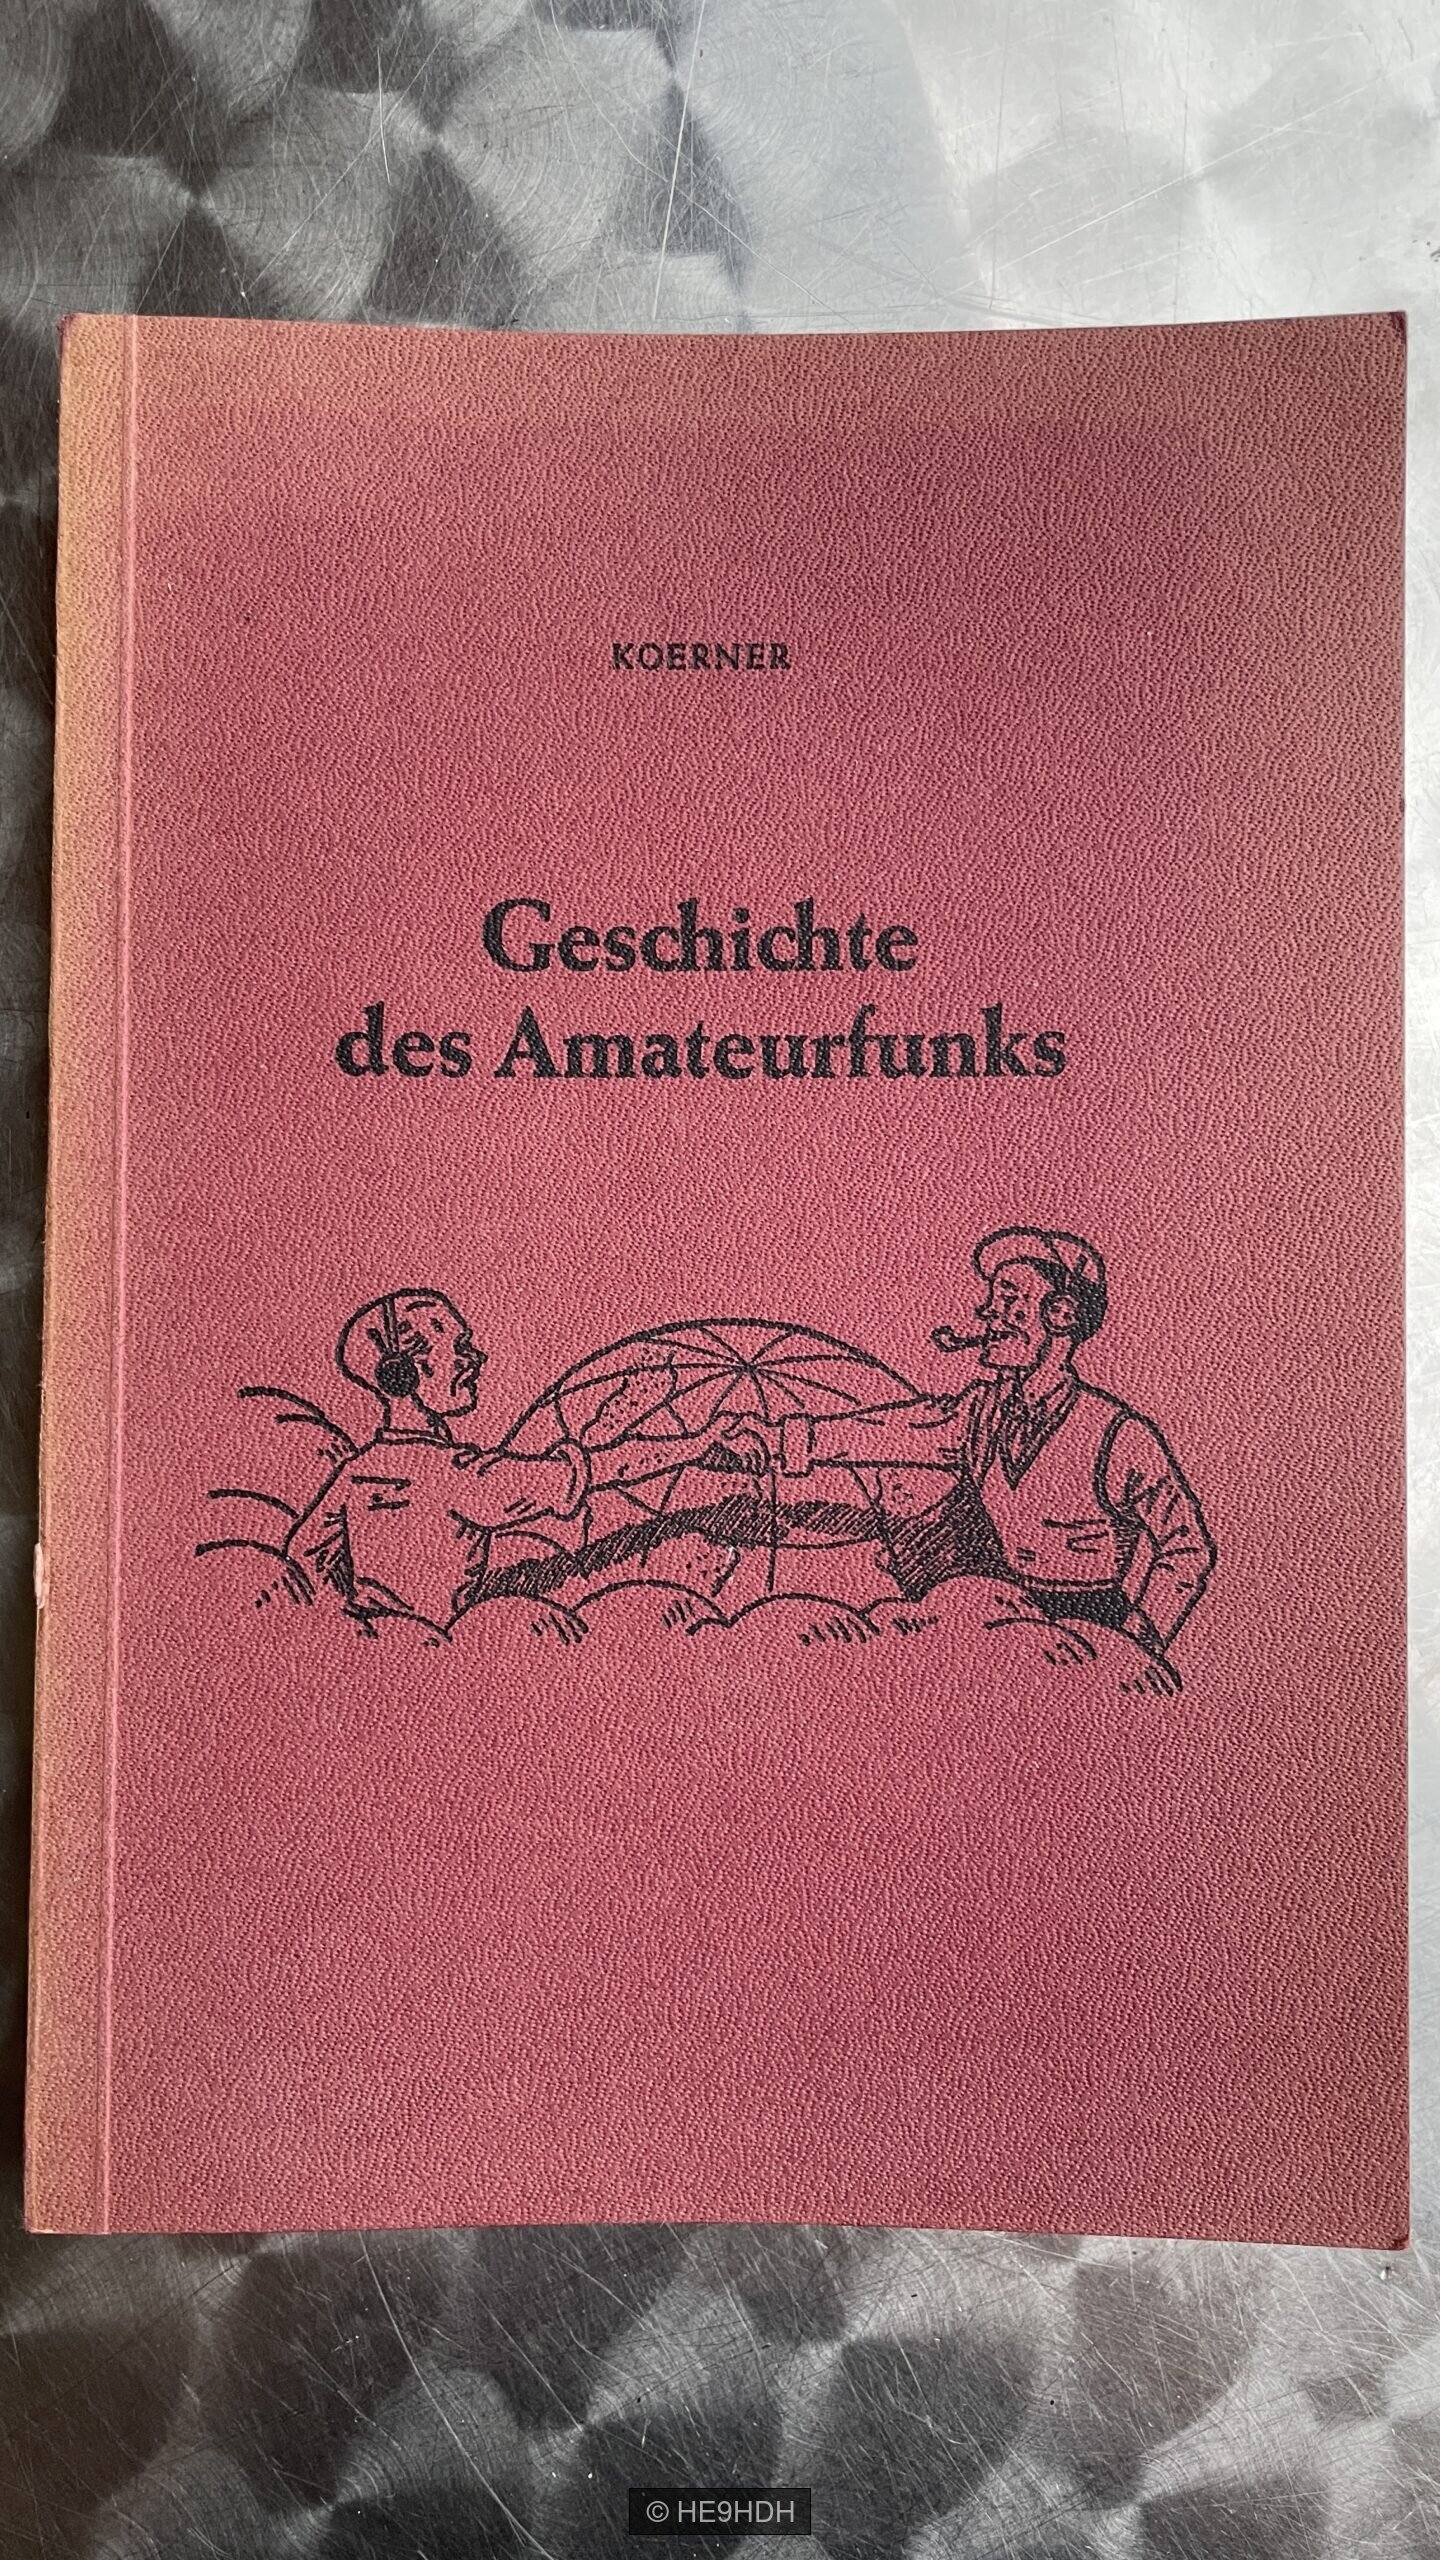 KOERNER
Geschichte
des Amateurfunks
© HE9HDH